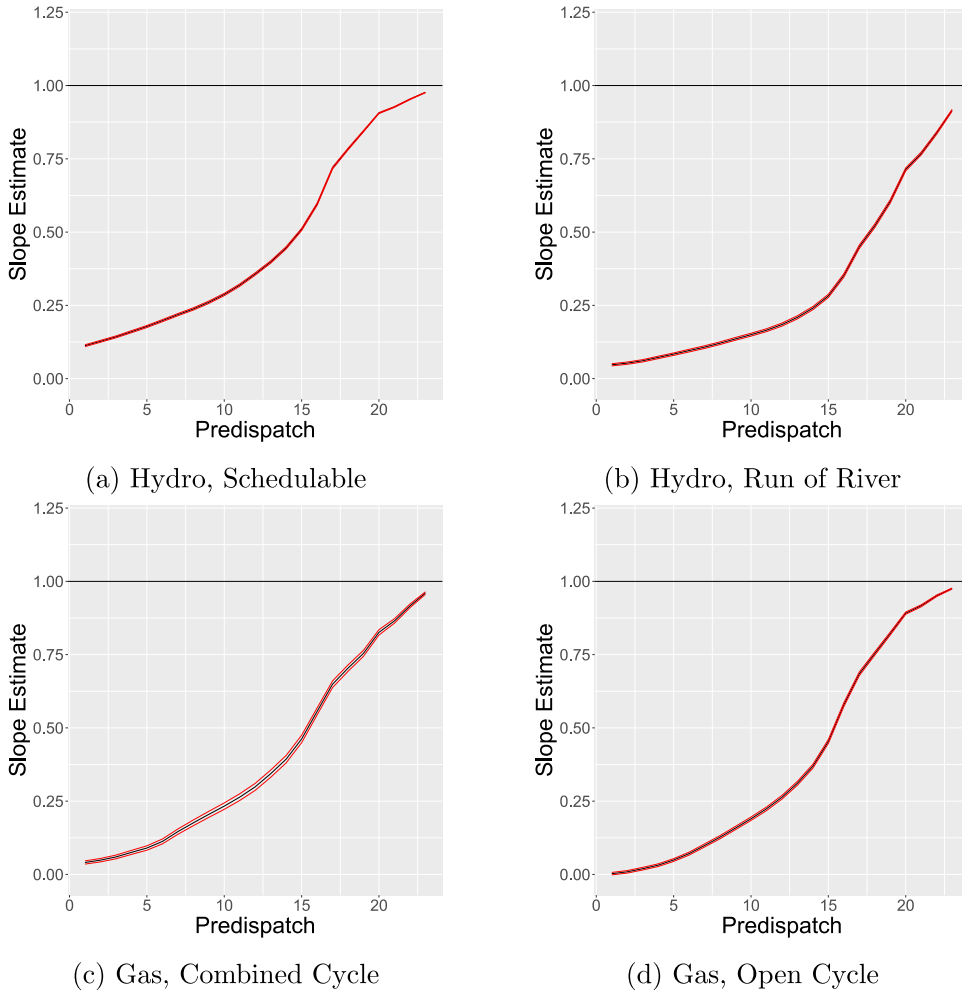 1.25
1.00
0.75
0.50
0.25
0.00
Slope Estimate
0 5 10 15 20
Predispatch
(a) Hydro, Schedulable
1.25
1.00
0.75
0.50
0.25
0.00
Slope Estimate
0 5 10 15 20
Predispatch
(b) Hydro, Run of River
1.25
1.00
0.75
0.50
0.25
0.00
Slope Estimate
0 5 10 15 20
Predispatch
(c) Gas, Combined Cycle
1.25
1.00
0.75
0.50
0.25
0.00
Slope Estimate
0 5 10 15 20
Predispatch
(d) Gas, Open Cycle